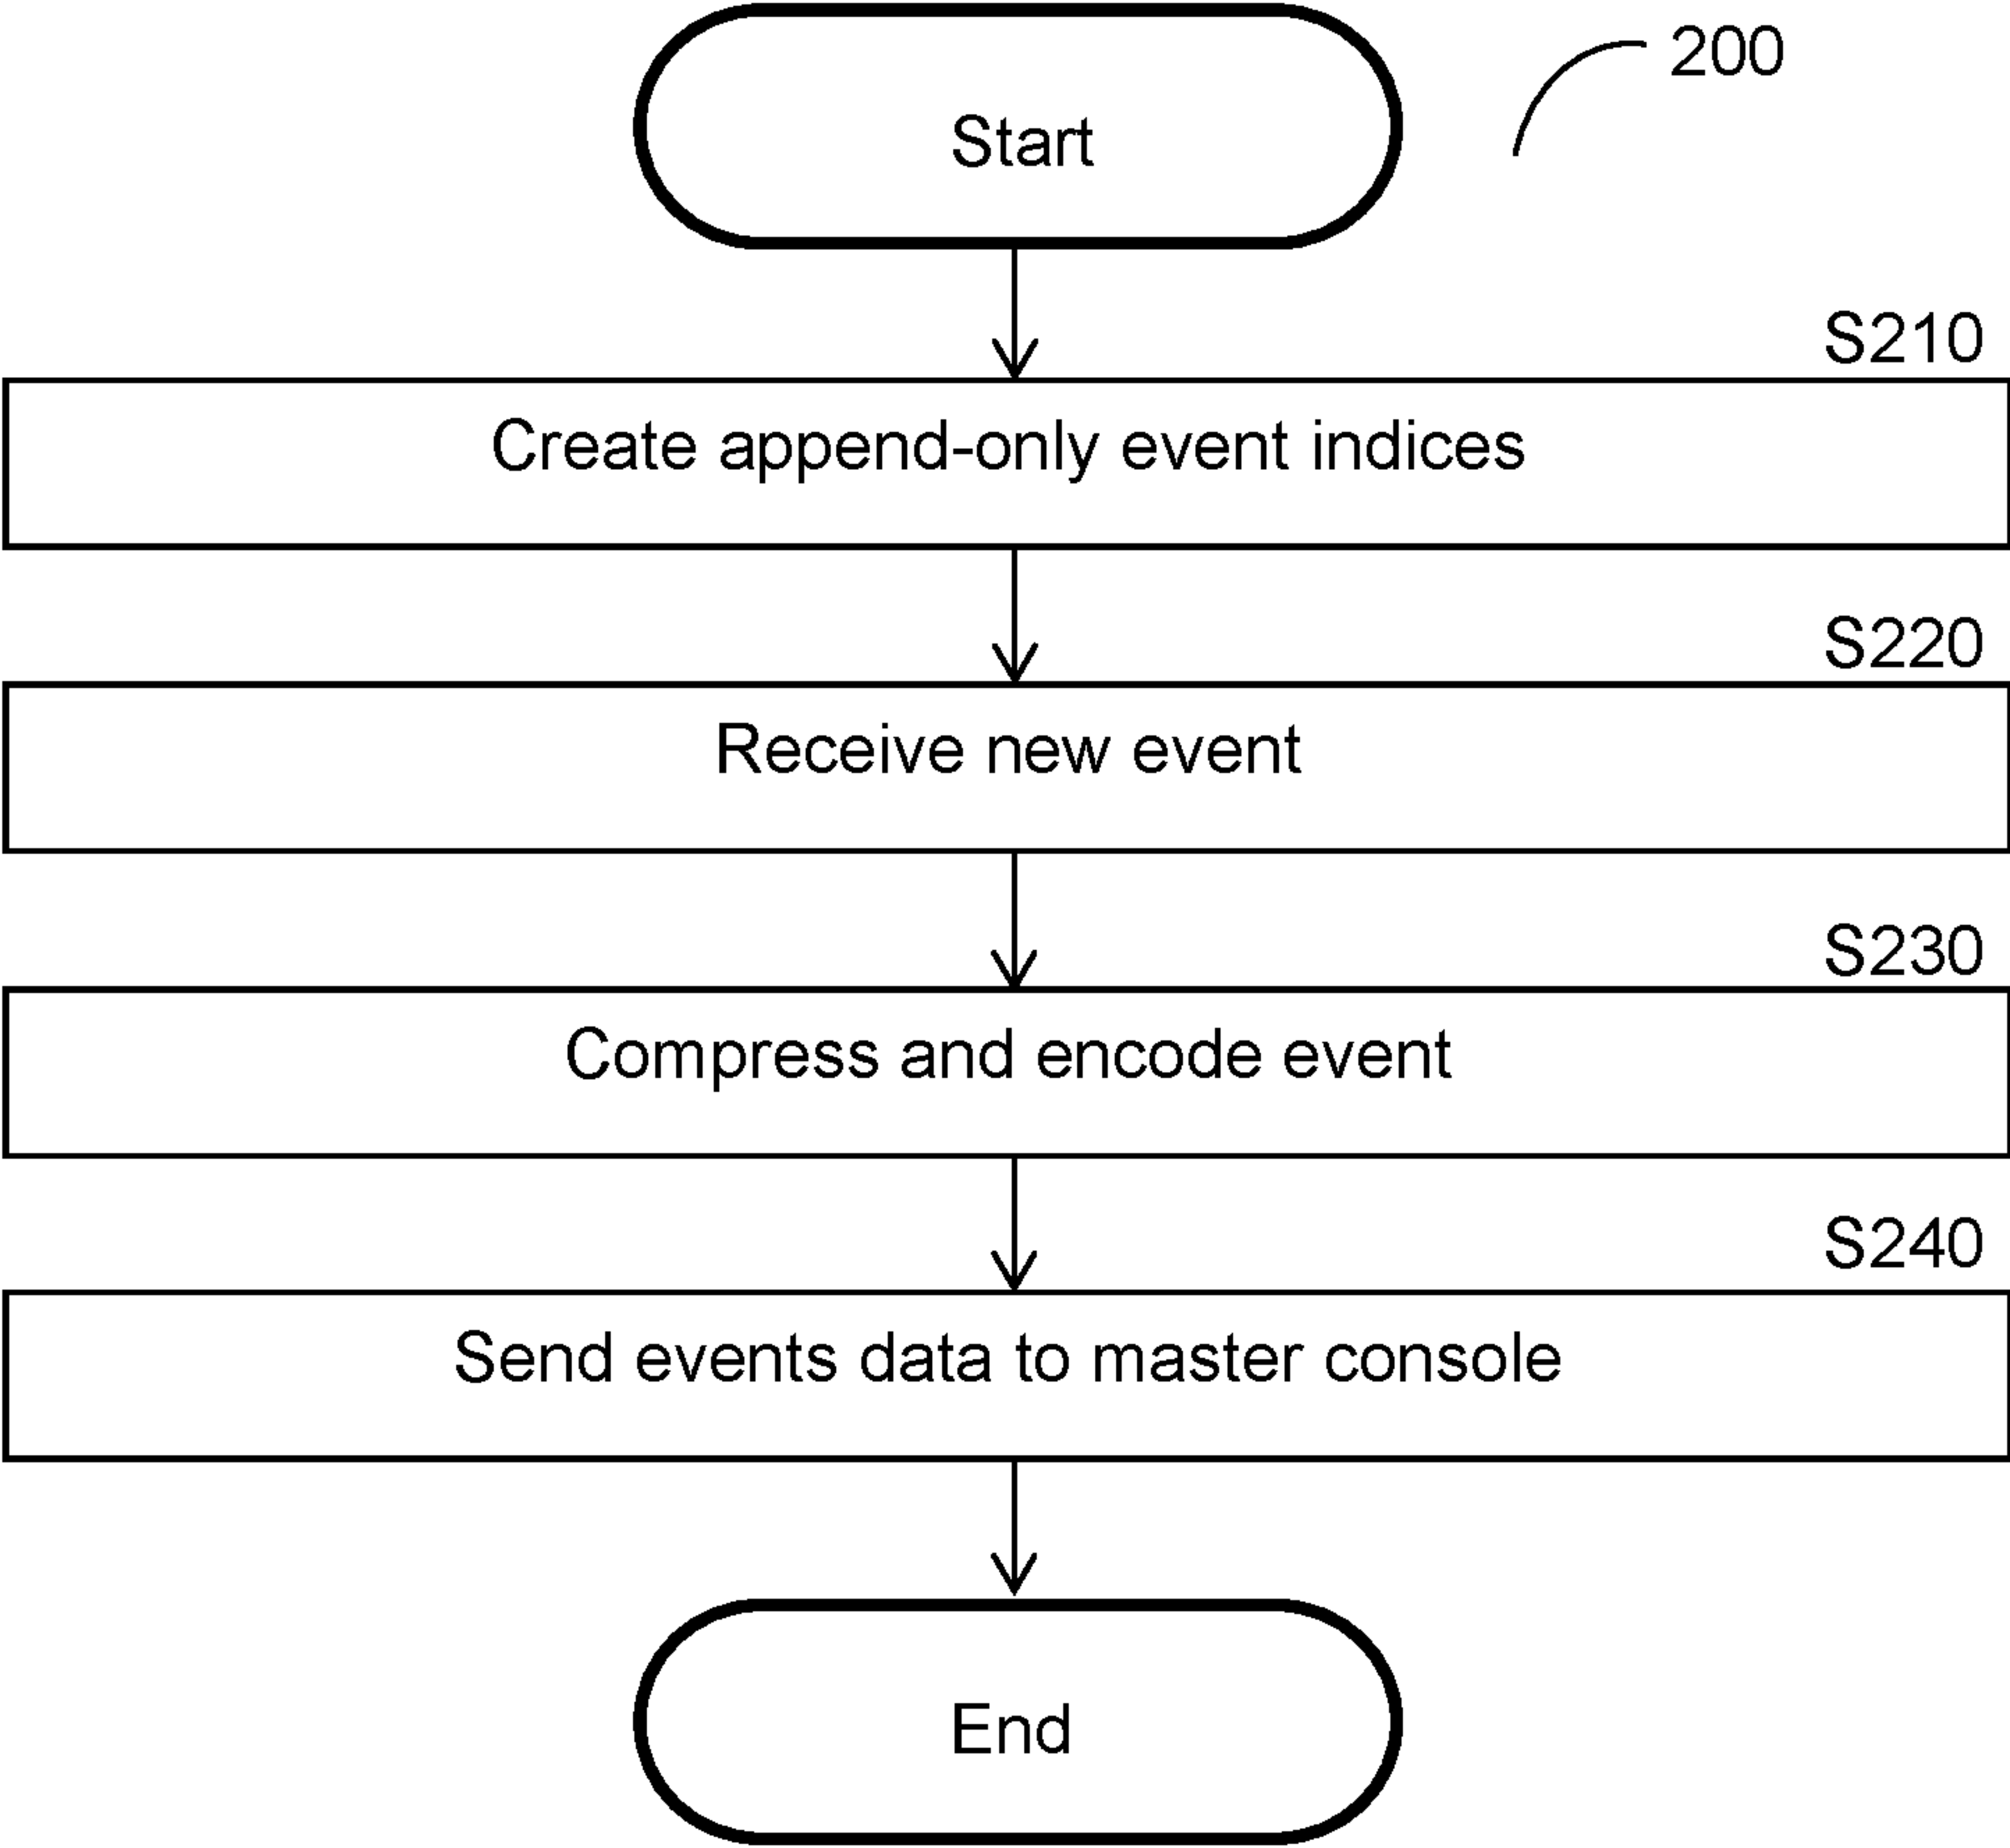 200
Start
S210
Create append-only event indices
S220
Receive new event
S230
Compress and encode event
S240
Send events data to master console
End